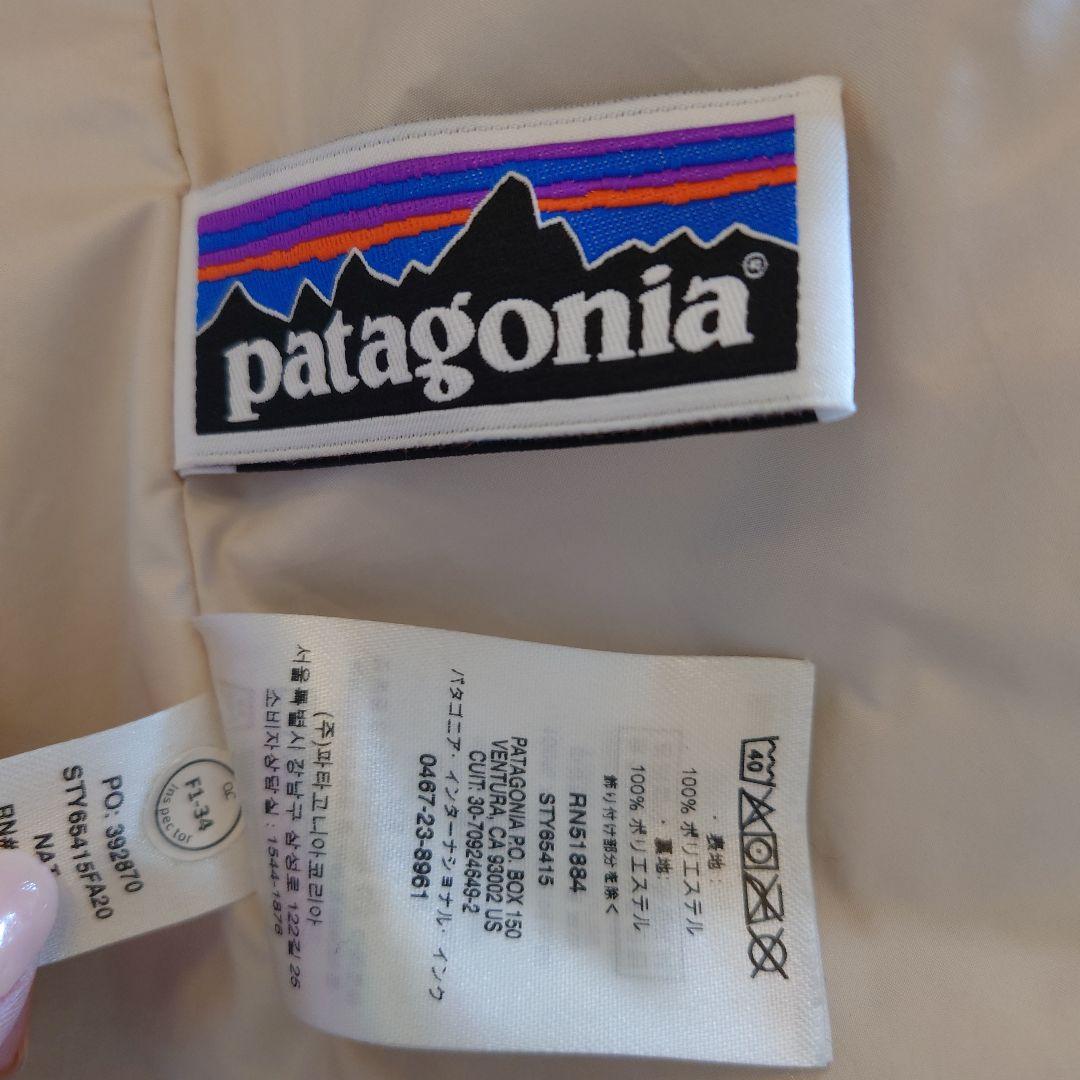 patagonia®
40
・表地:
100% ポリエステル
・裏地:
100% ポリエステル
飾り付け部分を除く
RN51884
STY65415
PATAGONIA P.O. BOX 150
VENTURA, CA 93002 US
CUIT: 30-70924649-2
パタゴニア・インターナショナル・インク
0467-23-8961
(주)파타고니아코리아
서울특별시 강남구 삼성로 122길 26
소비자상담실 : 1544-1876
QC
F1-34
Inspector
PO: 392870
STY65415FA20
NAT
RN#